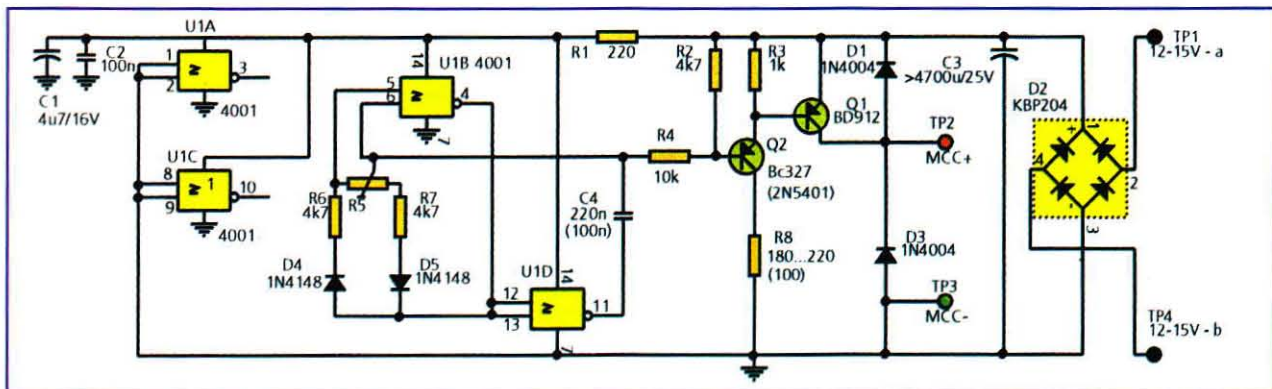 U1A
C2
100n
1
2
3
4001
C1
4u7/16V
U1C
8
9
1
10
4001
14
U1B 4001
5
6
4
7
R6
4k7
R5
R7
4k7
D4
1N4148
D5
1N4148
U1D
12
13
14
11
7
C4
220n
(100n)
R1 220
R2
4k7
R3
1k
R4
10k
Q2
Bc327
(2N5401)
R8
180...220
(100)
D1
1N4004
Q1
BD912
C3
>4700u/25V
TP2
MCC+
D3
1N4004
TP3
MCC-
D2
KBP204
+
-
1
2
3
4
TP1
12-15V - a
TP4
12-15V - b